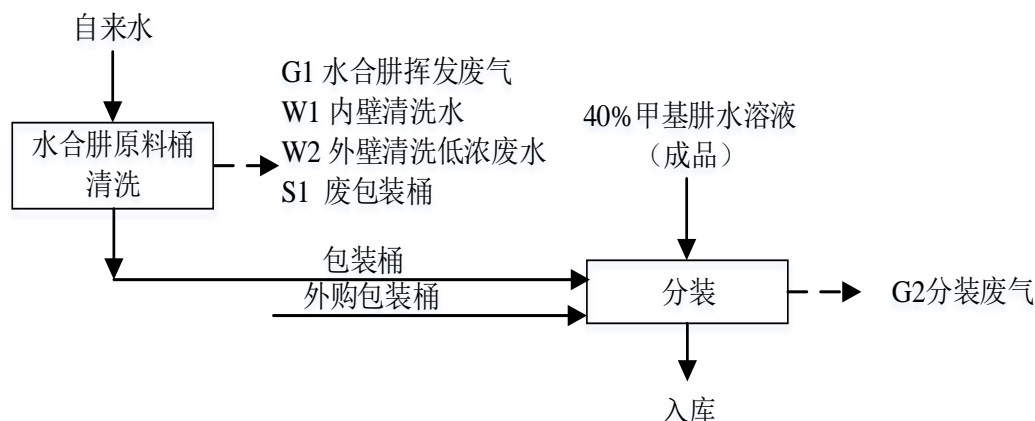 自来水
G1 水合肼挥发废气
W1 内壁清洗水
W2 外壁清洗低浓废水
S1 废包装桶
水合肼原料桶
清洗
40%甲基肼水溶液
（成品）
包装桶
外购包装桶
分装
G2分装废气
入库